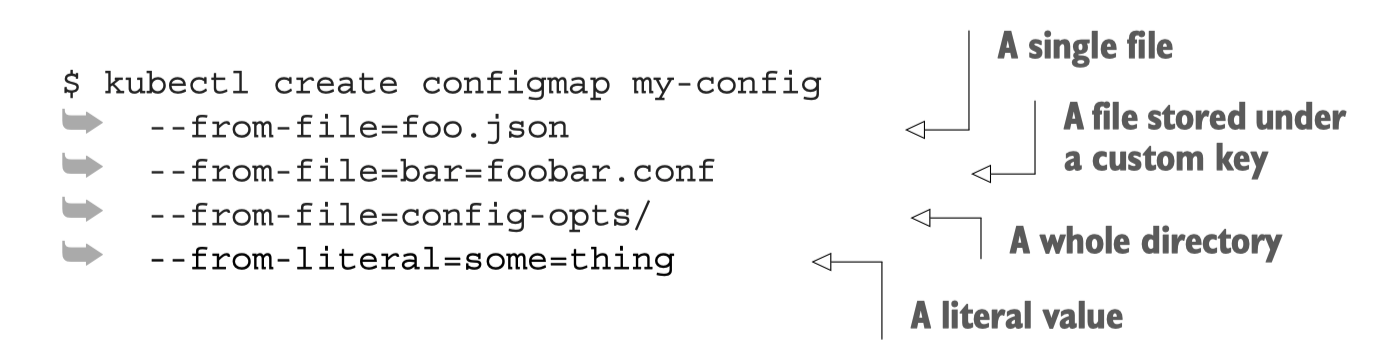 $ kubectl create configmap my-config
--from-file=foo.json
--from-file=bar=foobar.conf
--from-file=config-opts/
--from-literal=some=thing
A single file
A file stored under
a custom key
A whole directory
A literal value